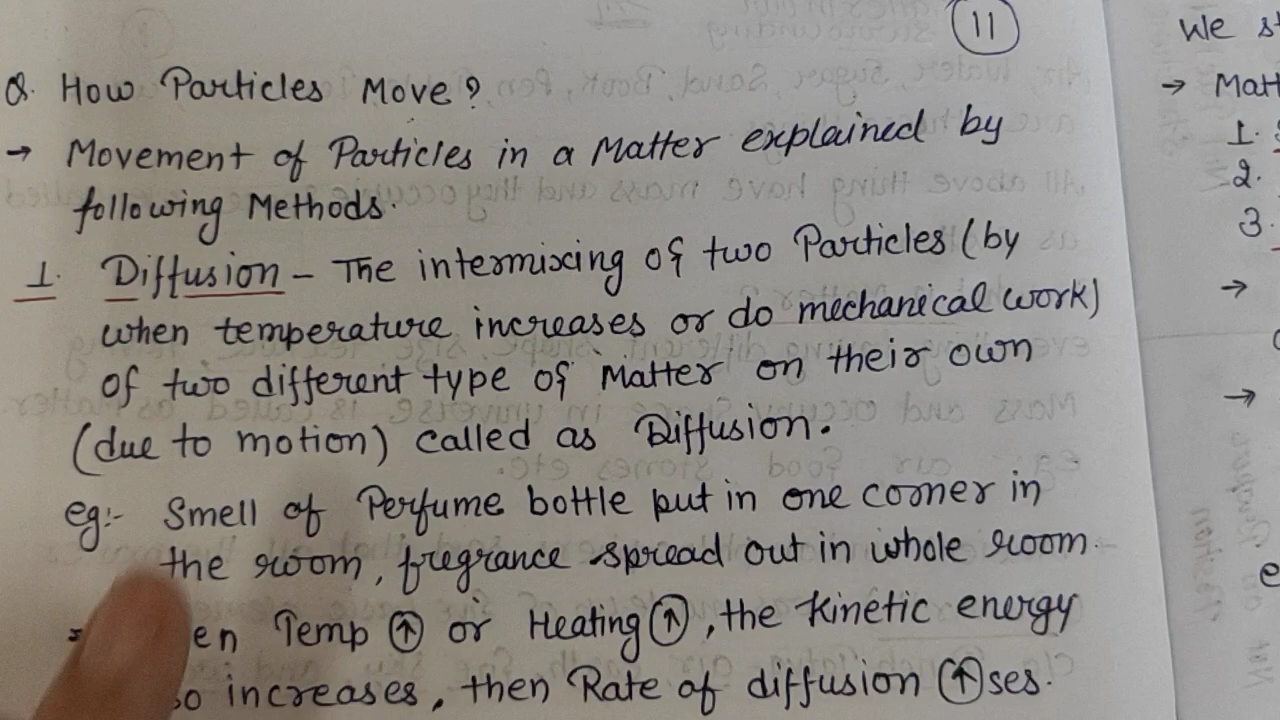 11
Q. How Particles Move?
→ Movement of Particles in a Matter explained by
following Methods.
1. Diffusion - The intermixing of two Particles (by
when temperature increases or do mechanical work)
of two different type of Matter on their own
(due to motion) called as Diffusion.
eg:- Smell of Perfume bottle put in one corner in
the room, fregrance spread out in whole room.
en Temp ↑ or Heating ↑, the Kinetic energy
so increases, then Rate of diffusion ↑ses.
We st
→ Matt
1.
2.
3.
→
→
e